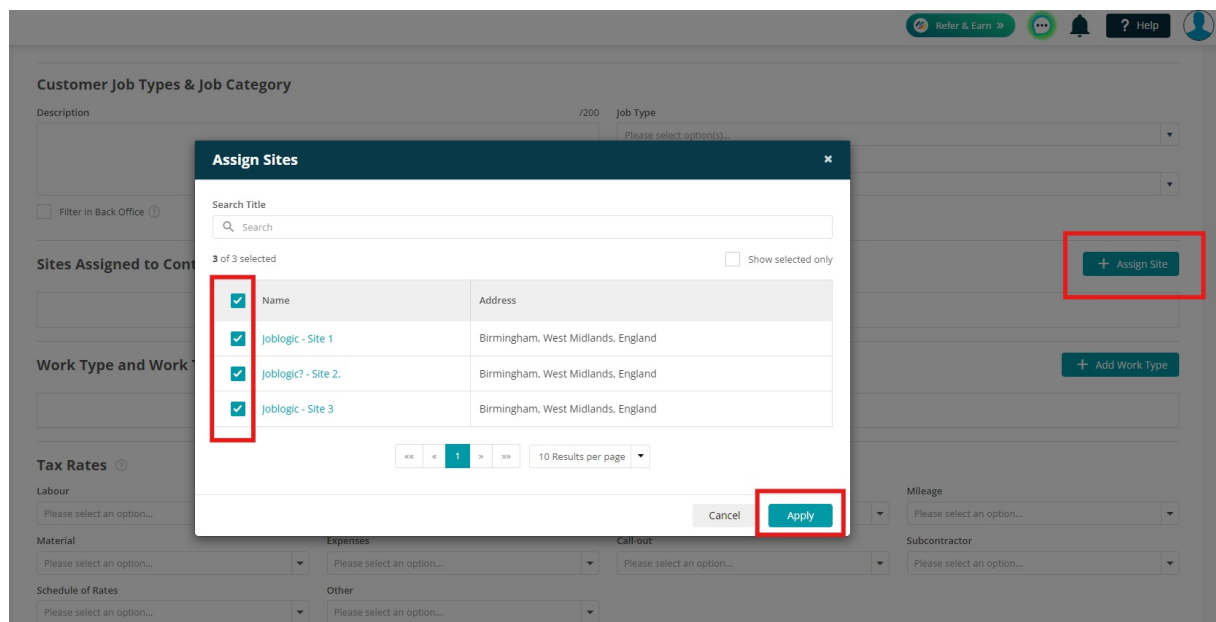 Refer & Earn »
? Help
Customer Job Types & Job Category
Description /200 Job Type
Please select option(s)...
Assign Sites ×
Search Title
Search
Filter in Back Office ?
3 of 3 selected Show selected only
Sites Assigned to Cont + Assign Site
Name Address
Joblogic - Site 1 Birmingham, West Midlands, England
Joblogic? - Site 2. Birmingham, West Midlands, England
Joblogic - Site 3 Birmingham, West Midlands, England
Work Type and Work T + Add Work Type
«« « 1 » »» 10 Results per page
Tax Rates ?
Labour Mileage
Please select an option... Please select an option...
Cancel Apply
Material Expenses Call-out Subcontractor
Please select an option... Please select an option... Please select an option... Please select an option...
Schedule of Rates Other
Please select an option... Please select an option...